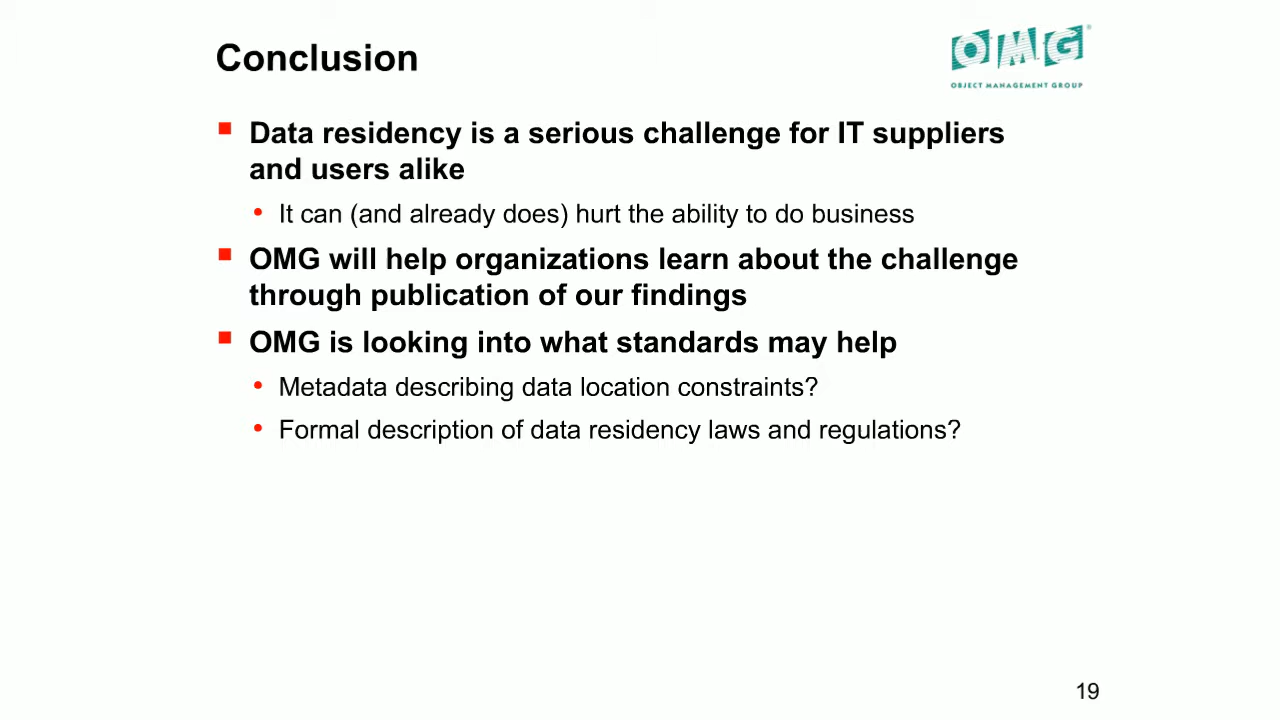 Conclusion
OMG
OBJECT MANAGEMENT GROUP
Data residency is a serious challenge for IT suppliers
and users alike
It can (and already does) hurt the ability to do business
OMG will help organizations learn about the challenge
through publication of our findings
OMG is looking into what standards may help
Metadata describing data location constraints?
Formal description of data residency laws and regulations?
19